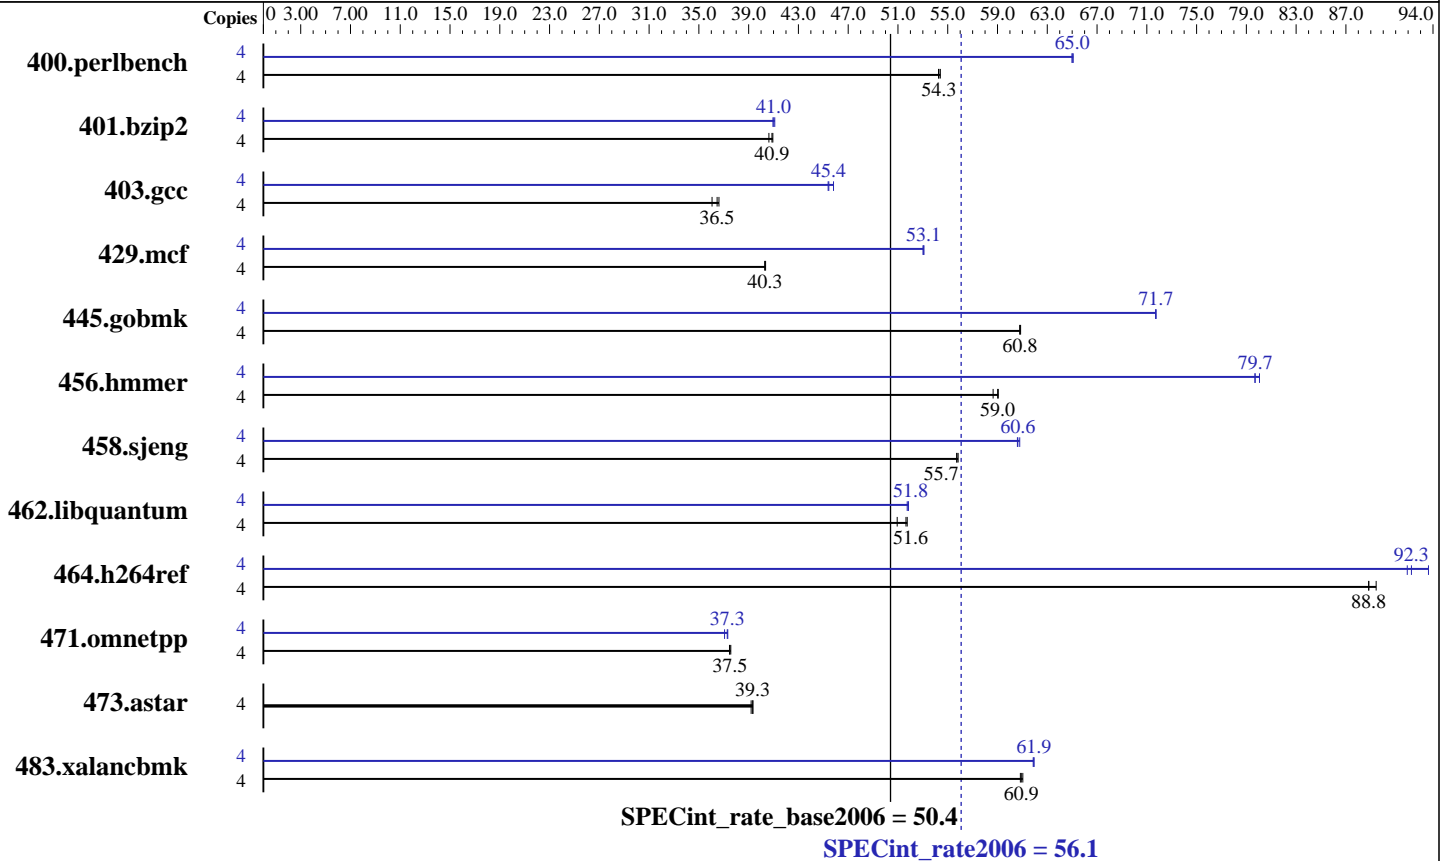 Copies 0 3.00 7.00 11.0 15.0 19.0 23.0 27.0 31.0 35.0 39.0 43.0 47.0 51.0 55.0 59.0 63.0 67.0 71.0 75.0 79.0 83.0 87.0 94.0
400.perlbench 4 65.0
4 54.3
401.bzip2 4 41.0
4 40.9
403.gcc 4 45.4
4 36.5
429.mcf 4 53.1
4 40.3
445.gobmk 4 71.7
4 60.8
456.hmmer 4 79.7
4 59.0
458.sjeng 4 60.6
4 55.7
462.libquantum 4 51.8
4 51.6
464.h264ref 4 92.3
4 88.8
471.omnetpp 4 37.3
4 37.5
473.astar 4 39.3
483.xalancbmk 4 61.9
4 60.9
SPECint_rate_base2006 = 50.4
SPECint_rate2006 = 56.1